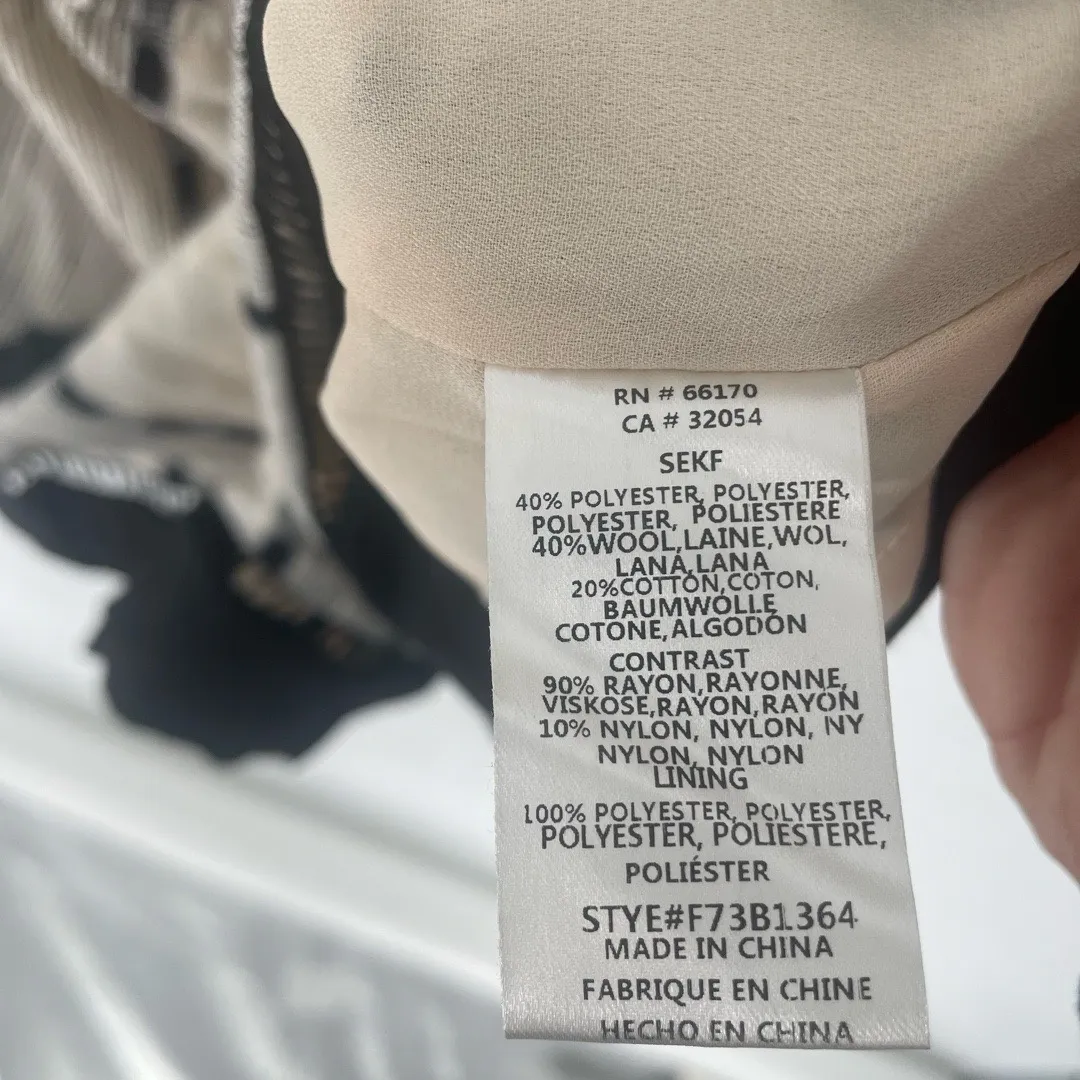 RN # 66170
CA # 32054
SEKF
40% POLYESTER, POLYESTER,
POLYESTER, POLIESTERE
40%WOOL,LAINE,WOL,
LANA,LANA
20%COTTON,COTON,
BAUMWOLLE
COTONE,ALGODÓN
CONTRAST
90% RAYON,RAYONNE,
VISKOSE,RAYON,RAYON
10% NYLON, NYLON, NY
NYLON, NYLON
LINING
100% POLYESTER, POLYESTER,
POLYESTER, POLIESTERE,
POLIÉSTER
STYE#F73B1364
MADE IN CHINA
FABRIQUE EN CHINE
HECHO EN CHINA